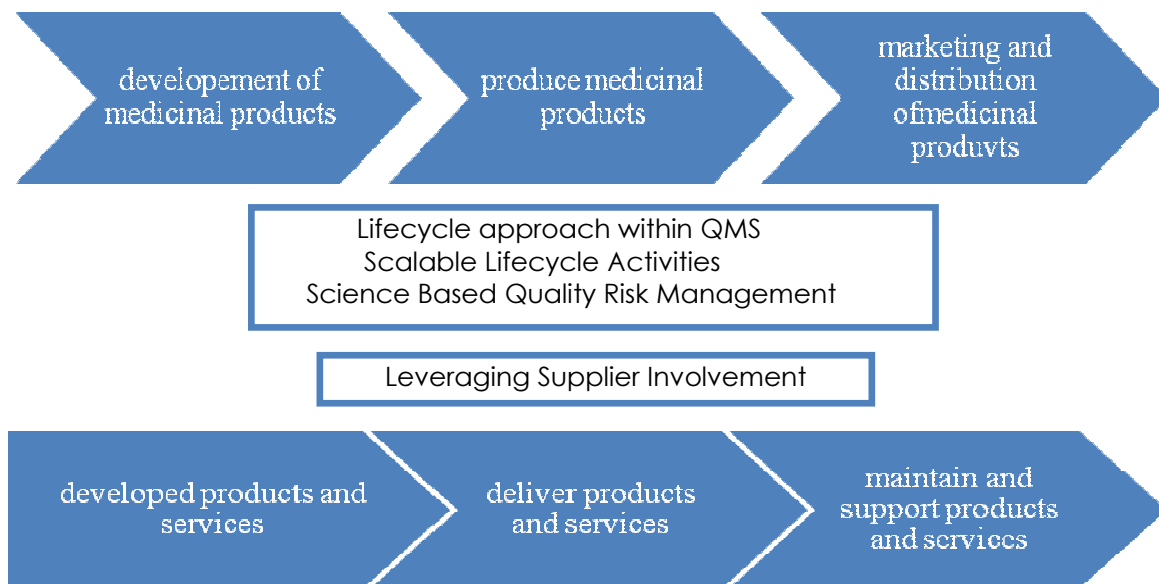 developement of
medicinal products
produce medicinal
products
marketing and
distribution
ofmedicinal
produvts
Lifecycle approach within QMS
Scalable Lifecycle Activities
Science Based Quality Risk Management
Leveraging Supplier Involvement
developed products and
services
deliver products
and services
maintain and
support products
and services